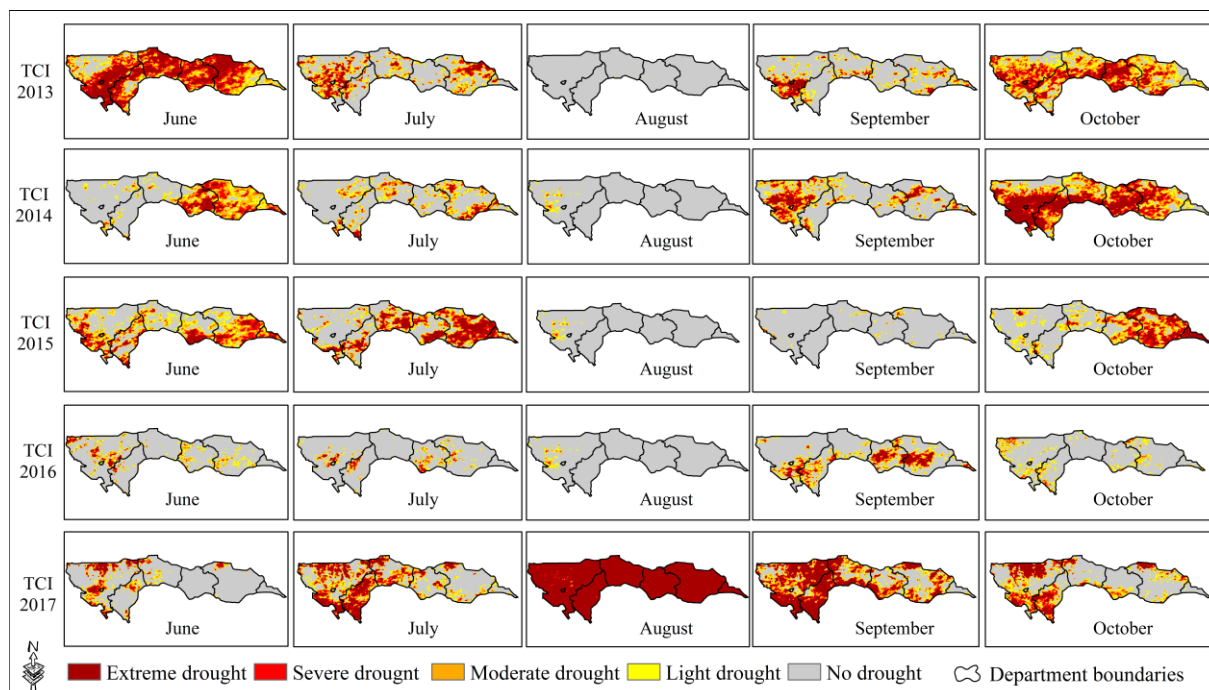 TCI
2013
June
July
August
September
October
TCI
2014
June
July
August
September
October
TCI
2015
June
July
August
September
October
TCI
2016
June
July
August
September
October
TCI
2017
June
July
August
September
October
N
Extreme drought
Severe drougnt
Moderate drought
Light drought
No drought
Department boundaries